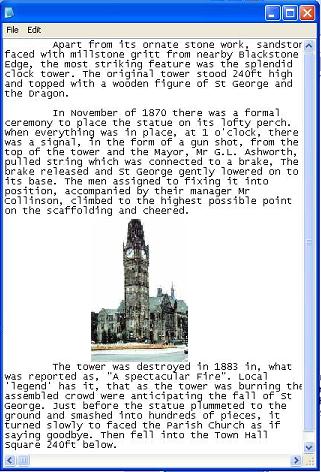 File Edit
Apart from its ornate stone work, sandston
faced with millstone gritt from nearby Blackstone
Edge, the most striking feature was the splendid
clock tower. The original tower stood 240ft high
and topped with a wooden figure of St George and
the Dragon.
In November of 1870 there was a formal
ceremony to place the statue on its lofty perch.
When everything was in place, at 1 o'clock, there
was a signal, in the form of a gun shot, from the
top of the tower and the Mayor, Mr G.L. Ashworth,
pulled string which was connected to a brake, The
brake released and St George gently lowered on to
its base. The men assigned to fixing it into
position, accompanied by their manager Mr
Collinson, climbed to the highest possible point
on the scaffolding and cheered.
The tower was destroyed in 1883 in, what
was reported as, "A spectacular Fire". Local
'legend' has it, that as the tower was burning the
assembled crowd were anticipating the fall of St
George. Just before the statue plummeted to the
ground and smashed into hundreds of pieces, it
turned slowly to faced the Parish Church as if
saying goodbye. Then fell into the Town Hall
Square 240ft below.